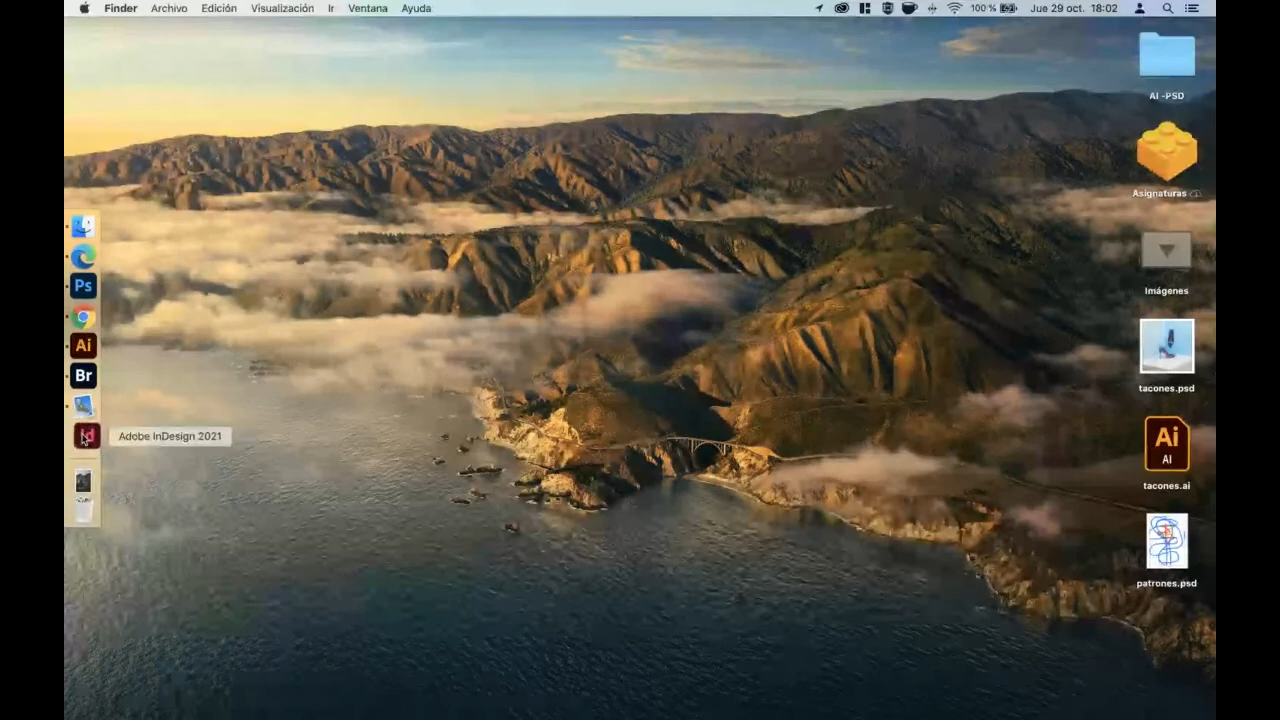 Finder Archivo Edición Visualización Ir Ventana Ayuda
100 % Jue 29 oct. 18:02
AI -PSD
Asignaturas
Imágenes
tacones.psd
Ai
AI
tacones.ai
patrones.psd
Ps
Ai
Br
Id
Adobe InDesign 2021